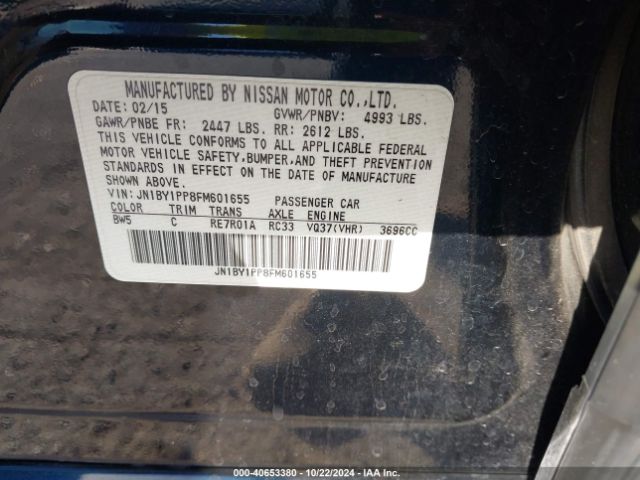 MANUFACTURED BY NISSAN MOTOR CO.,LTD.
DATE: 02/15 GVWR/PNBV: 4993 LBS.
GAWR/PNBE FR: 2447 LBS. RR: 2612 LBS.
THIS VEHICLE CONFORMS TO ALL APPLICABLE FEDERAL
MOTOR VEHICLE SAFETY,BUMPER,AND THEFT PREVENTION
STANDARDS IN EFFECT ON THE DATE OF MANUFACTURE
SHOWN ABOVE.
VIN: JN1BY1PP8FM601655 PASSENGER CAR
COLOR TRIM TRANS AXLE ENGINE
BW5 C RE7R01A RC33 VQ37(VHR) 3696CC
JN1BY1PP8FM601655
000-40653380 - 10/22/2024 - IAA Inc.